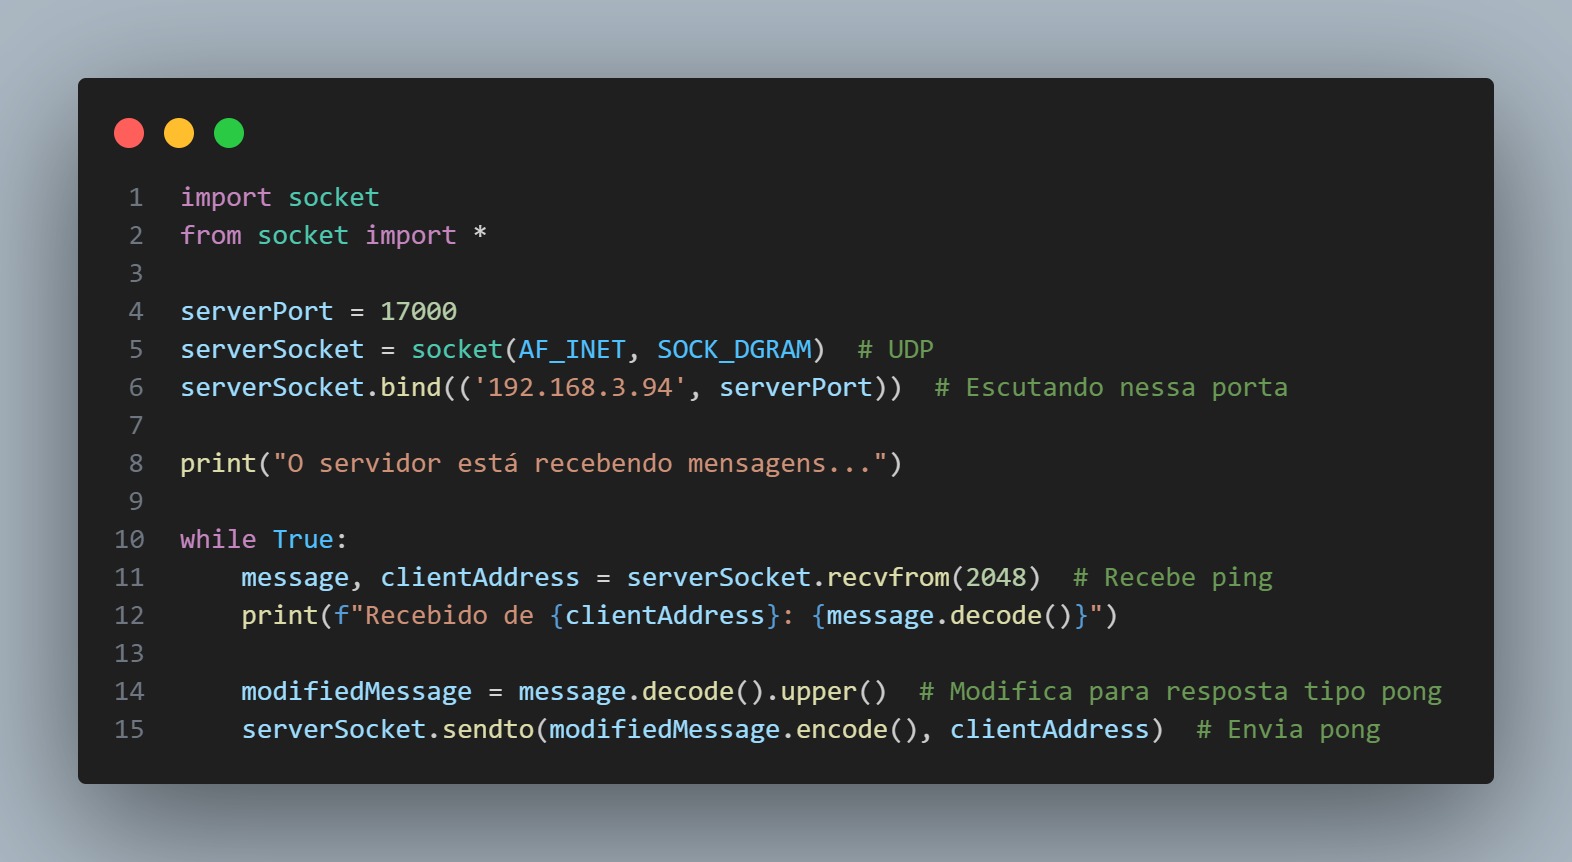 1 import socket
2 from socket import *
3
4 serverPort = 17000
5 serverSocket = socket(AF_INET, SOCK_DGRAM)  # UDP
6 serverSocket.bind(('192.168.3.94', serverPort))  # Escutando nessa porta
7
8 print("O servidor está recebendo mensagens...")
9
10 while True:
11     message, clientAddress = serverSocket.recvfrom(2048)  # Recebe ping
12     print(f"Recebido de {clientAddress}: {message.decode()}")
13
14     modifiedMessage = message.decode().upper()  # Modifica para resposta tipo pong
15     serverSocket.sendto(modifiedMessage.encode(), clientAddress)  # Envia pong